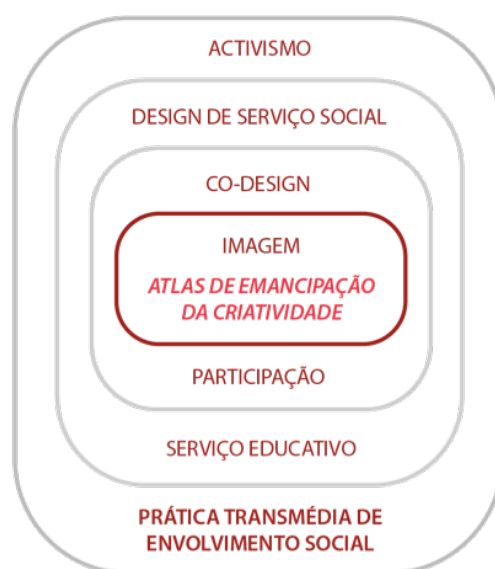 ACTIVISMO
DESIGN DE SERVIÇO SOCIAL
CO-DESIGN
IMAGEM
ATLAS DE EMANCIPAÇÃO
DA CRIATIVIDADE
PARTICIPAÇÃO
SERVIÇO EDUCATIVO
PRÁTICA TRANSMÉDIA DE
ENVOLVIMENTO SOCIAL